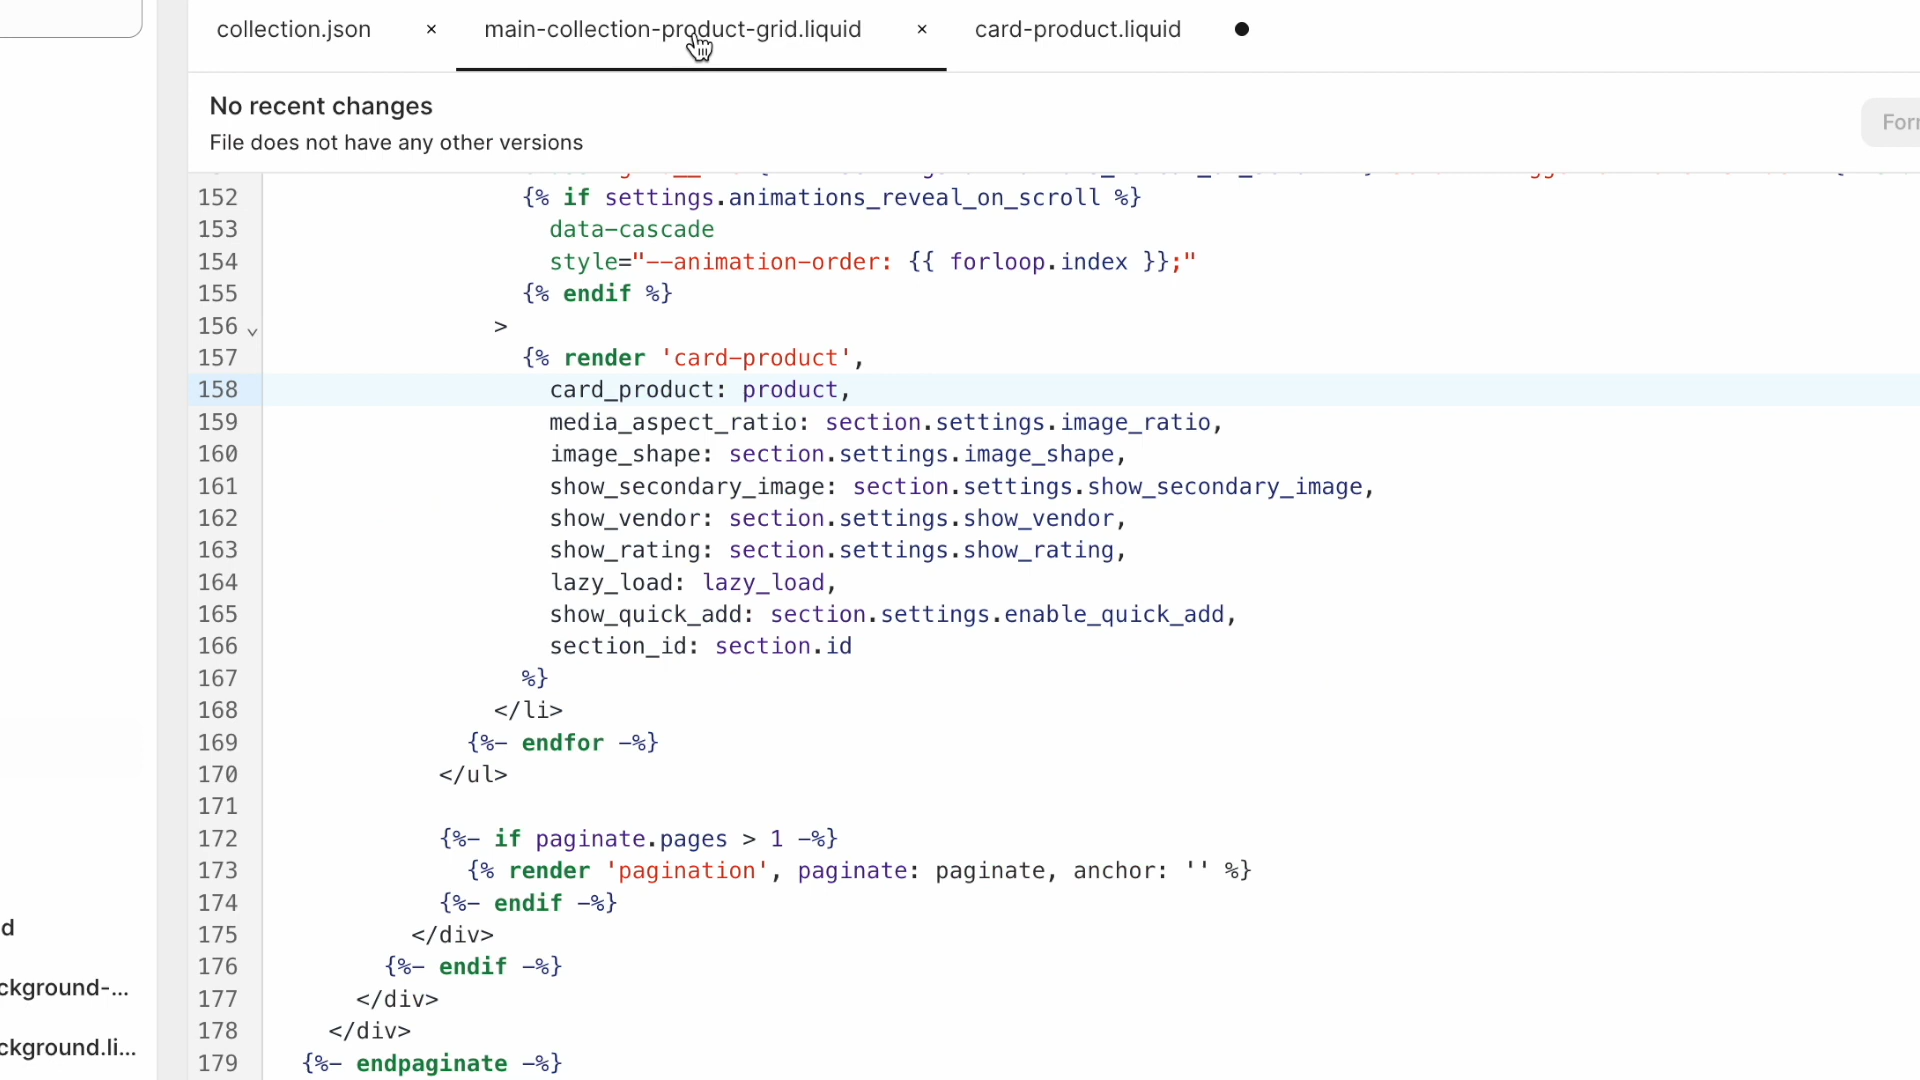 collection.json × main-collection-product-grid.liquid × card-product.liquid
No recent changes
File does not have any other versions
152 {% if settings.animations_reveal_on_scroll %}
153 data-cascade
154 style="--animation-order: {{ forloop.index }};"
155 {% endif %}
156 >
157 {% render 'card-product',
158 card_product: product,
159 media_aspect_ratio: section.settings.image_ratio,
160 image_shape: section.settings.image_shape,
161 show_secondary_image: section.settings.show_secondary_image,
162 show_vendor: section.settings.show_vendor,
163 show_rating: section.settings.show_rating,
164 lazy_load: lazy_load,
165 show_quick_add: section.settings.enable_quick_add,
166 section_id: section.id
167 %}
168 </li>
169 {%- endfor -%}
170 </ul>
171
172 {%- if paginate.pages > 1 -%}
173 {% render 'pagination', paginate: paginate, anchor: '' %}
174 {%- endif -%}
175 </div>
176 {%- endif -%}
177 </div>
178 </div>
179 {%- endpaginate -%}
d
ckground-...
ckground.li...